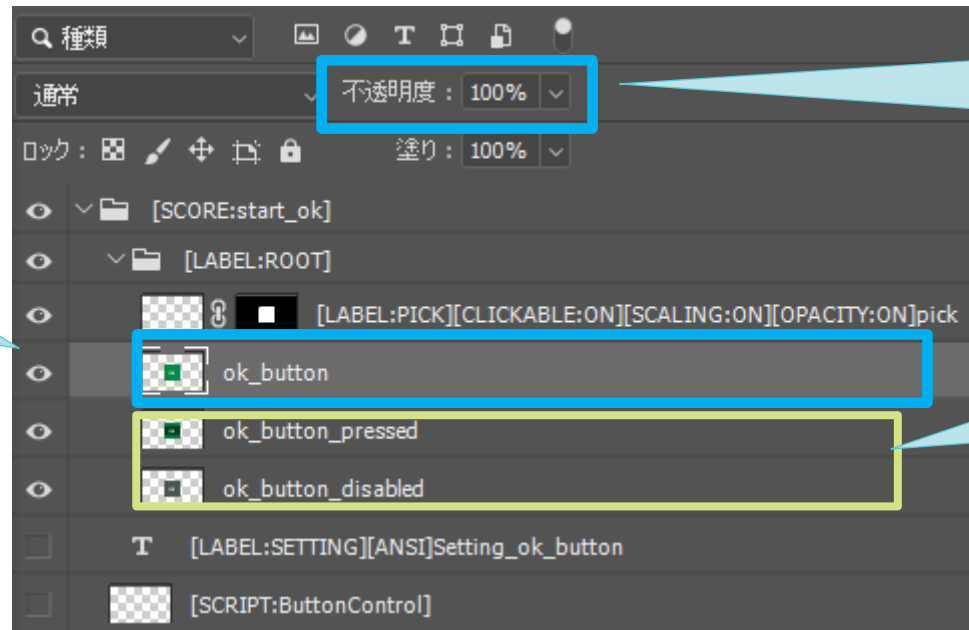 種類
通常 不透明度 : 100%
ロック : 塗り : 100%
[SCORE:start_ok]
[LABEL:ROOT]
[LABEL:PICK][CLICKABLE:ON][SCALING:ON][OPACITY:ON]pick
ok_button
ok_button_pressed
ok_button_disabled
T [LABEL:SETTING][ANSI]Setting_ok_button
[SCRIPT:ButtonControl]